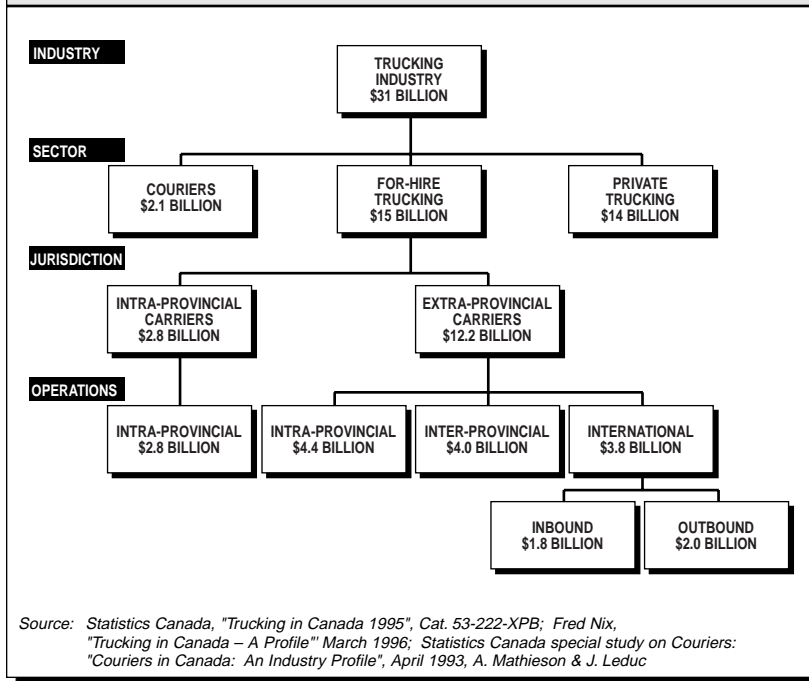 INDUSTRY
TRUCKING
INDUSTRY
$31 BILLION
SECTOR
COURIERS
$2.1 BILLION
FOR-HIRE
TRUCKING
$15 BILLION
PRIVATE
TRUCKING
$14 BILLION
JURISDICTION
INTRA-PROVINCIAL
CARRIERS
$2.8 BILLION
EXTRA-PROVINCIAL
CARRIERS
$12.2 BILLION
OPERATIONS
INTRA-PROVINCIAL
$2.8 BILLION
INTRA-PROVINCIAL
$4.4 BILLION
INTER-PROVINCIAL
$4.0 BILLION
INTERNATIONAL
$3.8 BILLION
INBOUND
$1.8 BILLION
OUTBOUND
$2.0 BILLION
Source: Statistics Canada, "Trucking in Canada 1995", Cat. 53-222-XPB; Fred Nix,
"Trucking in Canada – A Profile"' March 1996; Statistics Canada special study on Couriers:
"Couriers in Canada: An Industry Profile", April 1993, A. Mathieson & J. Leduc